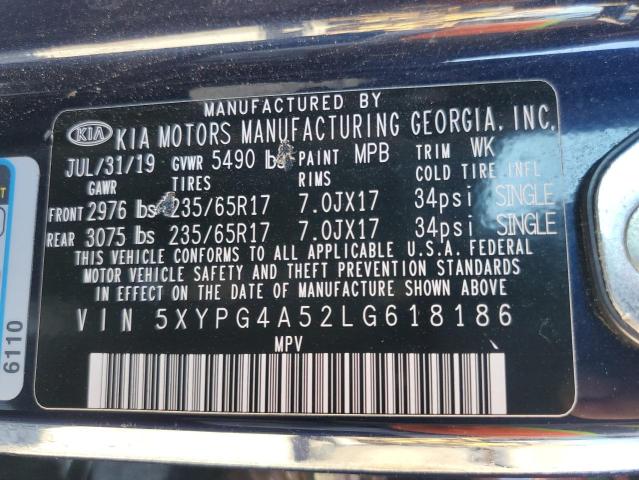 MANUFACTURED BY
KIA KIA MOTORS MANUFACTURING GEORGIA, INC.
JUL/31/19 GVWR 5490 lbs PAINT MPB TRIM WK
GAWR TIRES RIMS COLD TIRE INFL
FRONT 2976 lbs 235/65R17 7.0JX17 34psi SINGLE
REAR 3075 lbs 235/65R17 7.0JX17 34psi SINGLE
THIS VEHICLE CONFORMS TO ALL APPLICABLE U.S.A. FEDERAL
MOTOR VEHICLE SAFETY AND THEFT PREVENTION STANDARDS
IN EFFECT ON THE DATE OF MANUFACTURE SHOWN ABOVE.
VIN 5XYPG4A52LG618186
MPV
6110